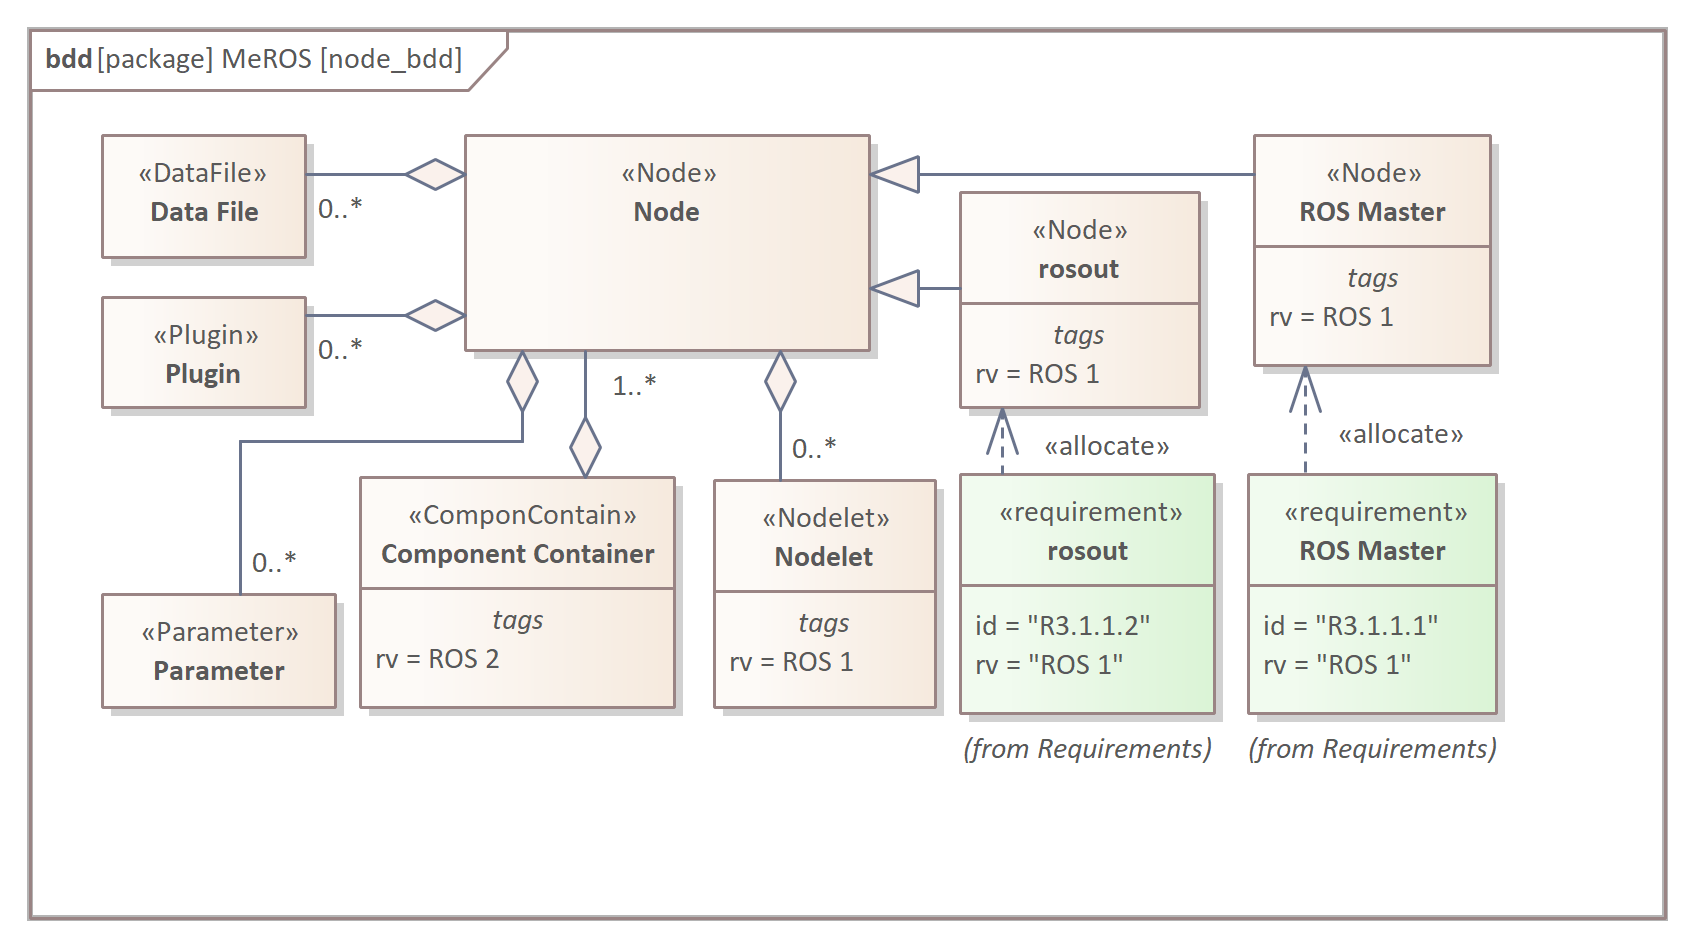 bdd [package] MeROS [node_bdd]
«DataFile»
Data File
0..*
«Plugin»
Plugin
0..*
«Node»
Node
1..*
0..*
0..*
«Node»
rosout
tags
rv = ROS 1
«Node»
ROS Master
tags
rv = ROS 1
«allocate»
«allocate»
«Parameter»
Parameter
«ComponContain»
Component Container
tags
rv = ROS 2
«Nodelet»
Nodelet
tags
rv = ROS 1
«requirement»
rosout
id = "R3.1.1.2"
rv = "ROS 1"
(from Requirements)
«requirement»
ROS Master
id = "R3.1.1.1"
rv = "ROS 1"
(from Requirements)